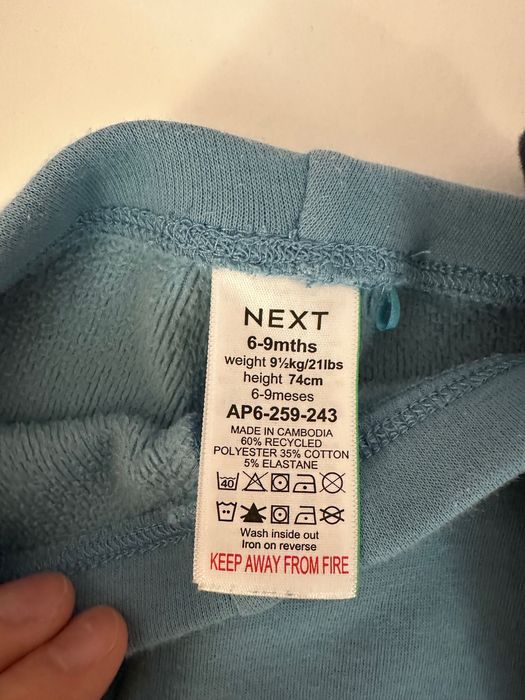 NEXT
6-9mths
weight 9½kg/21lbs
height 74cm
6-9meses
AP6-259-243
MADE IN CAMBODIA
60% RECYCLED
POLYESTER 35% COTTON
5% ELASTANE
40
Wash inside out
Iron on reverse
KEEP AWAY FROM FIRE